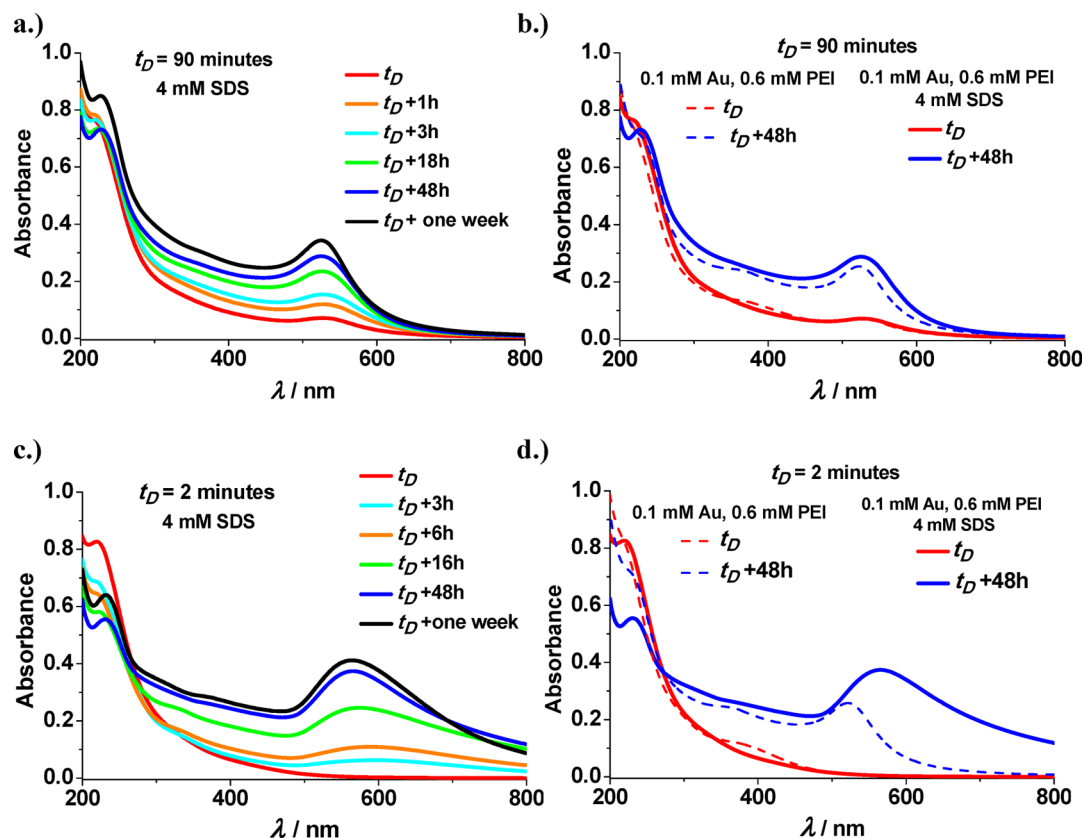 a.)
t_D = 90 minutes
4 mM SDS
t_D
t_D+1h
t_D+3h
t_D+18h
t_D+48h
t_D+ one week
Absorbance
1.0
0.8
0.6
0.4
0.2
0.0
200
400
600
800
λ / nm
b.)
t_D = 90 minutes
0.1 mM Au, 0.6 mM PEI
t_D
t_D+48h
0.1 mM Au, 0.6 mM PEI
4 mM SDS
t_D
t_D+48h
Absorbance
1.0
0.8
0.6
0.4
0.2
0.0
200
400
600
800
λ / nm
c.)
t_D = 2 minutes
4 mM SDS
t_D
t_D+3h
t_D+6h
t_D+16h
t_D+48h
t_D+one week
Absorbance
1.0
0.8
0.6
0.4
0.2
0.0
200
400
600
800
λ / nm
d.)
t_D = 2 minutes
0.1 mM Au, 0.6 mM PEI
t_D
t_D+48h
0.1 mM Au, 0.6 mM PEI
4 mM SDS
t_D
t_D+48h
Absorbance
1.0
0.8
0.6
0.4
0.2
0.0
200
400
600
800
λ / nm